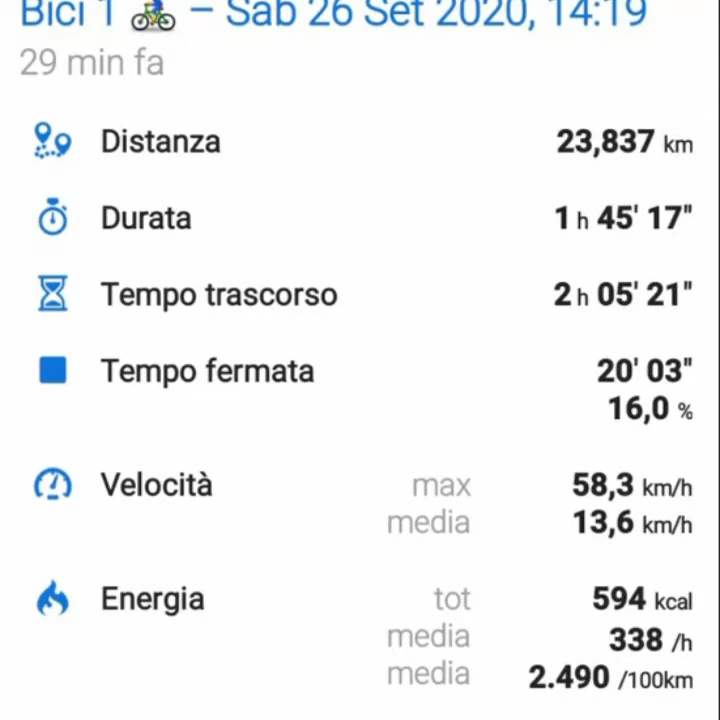 Bici 1 🚴 – Sab 26 Set 2020, 14:19
29 min fa
Distanza 23,837 km
Durata 1 h 45' 17"
Tempo trascorso 2 h 05' 21"
Tempo fermata 20' 03"
16,0 %
Velocità max 58,3 km/h
media 13,6 km/h
Energia tot 594 kcal
media 338 /h
media 2.490 /100km